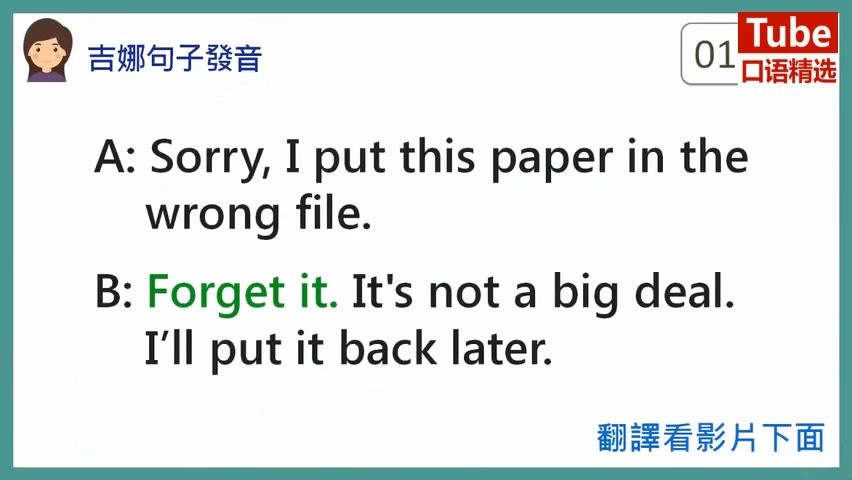 吉娜句子發音
01
Tube
口语精选
A: Sorry, I put this paper in the
wrong file.
B: Forget it. It's not a big deal.
I’ll put it back later.
翻譯看影片下面